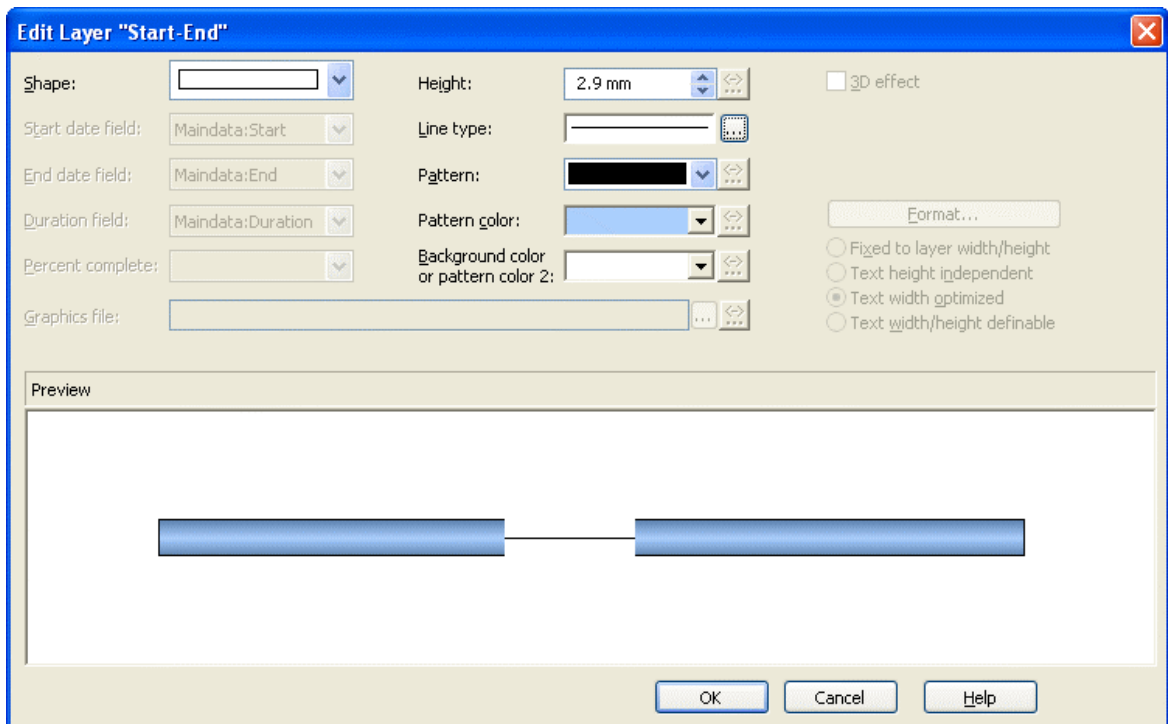 Edit Layer "Start-End"
Shape:
Height:
2.9 mm
3D effect
Start date field:
Maindata:Start
Line type:
...
End date field:
Maindata:End
Pattern:
Duration field:
Maindata:Duration
Pattern color:
Format...
Percent complete:
Background color
or pattern color 2:
Fixed to layer width/height
Text height independent
Text width optimized
Text width/height definable
Graphics file:
...
Preview
OK
Cancel
Help